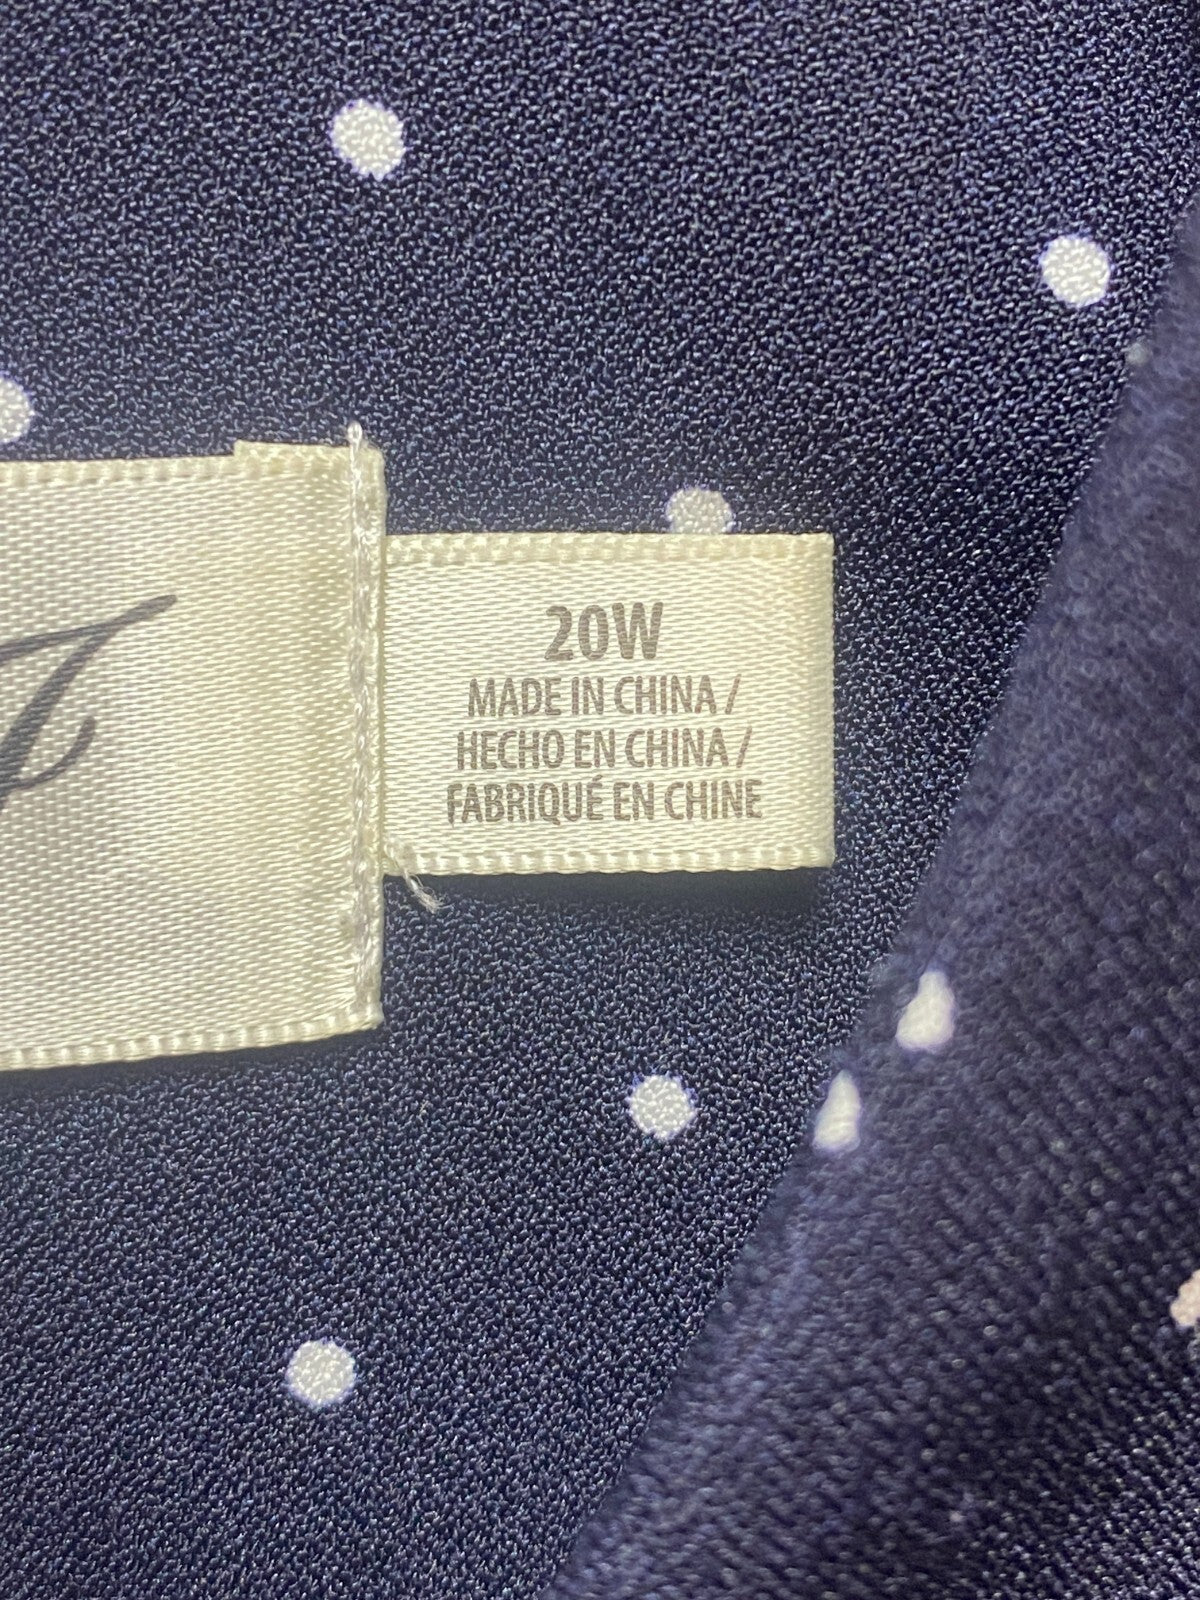 20W
MADE IN CHINA /
HECHO EN CHINA /
FABRIQUÉ EN CHINE